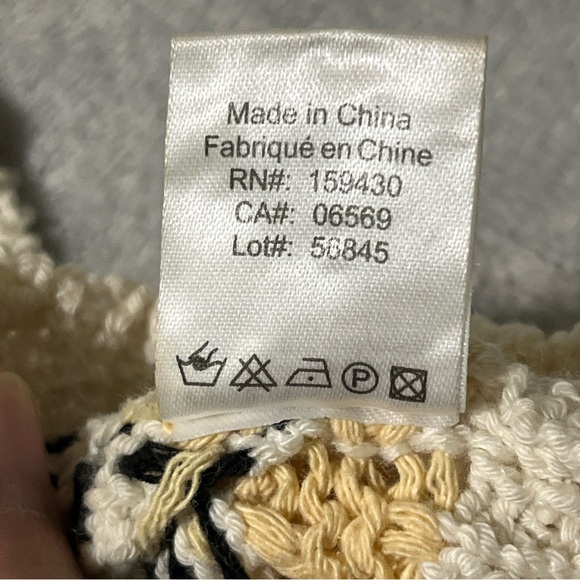 Made in China
Fabriqué en Chine
RN#: 159430
CA#: 06569
Lot#: 56845
P